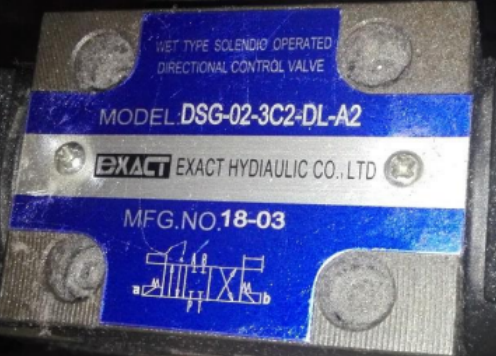 WET TYPE SOLENDIO OPERATED
DIRECTIONAL CONTROL VALVE
MODEL:DSG-02-3C2-DL-A2
EXACT EXACT HYDIAULIC CO., LTD
MFG.NO.18-03
A B
a b
P T